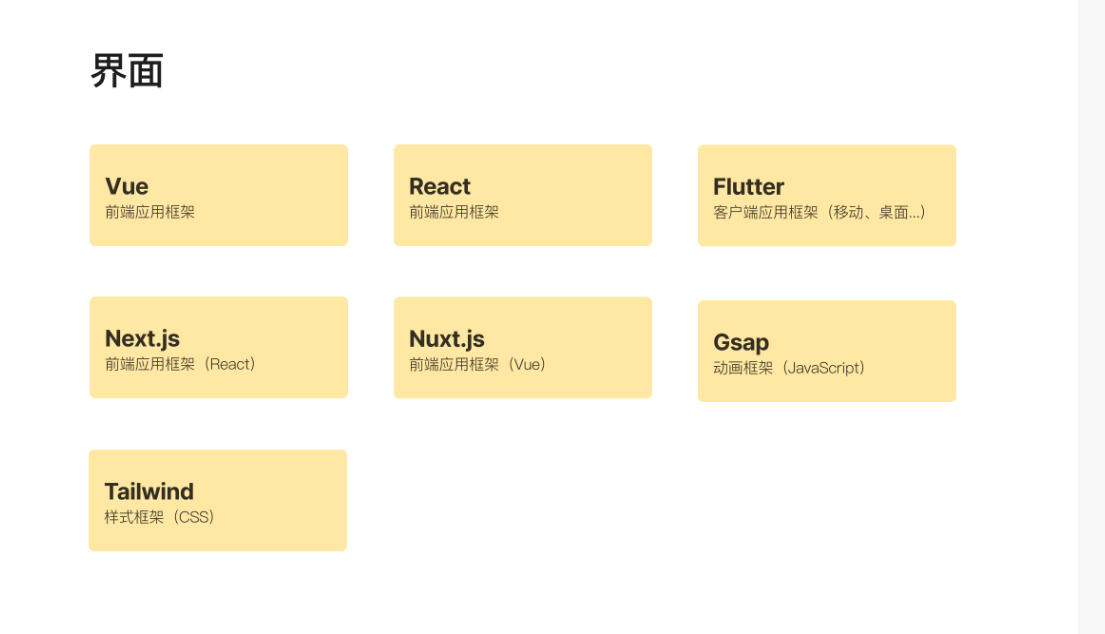 界面
Vue
前端应用框架
React
前端应用框架
Flutter
客户端应用框架（移动、桌面...）
Next.js
前端应用框架（React）
Nuxt.js
前端应用框架（Vue）
Gsap
动画框架（JavaScript）
Tailwind
样式框架（CSS）